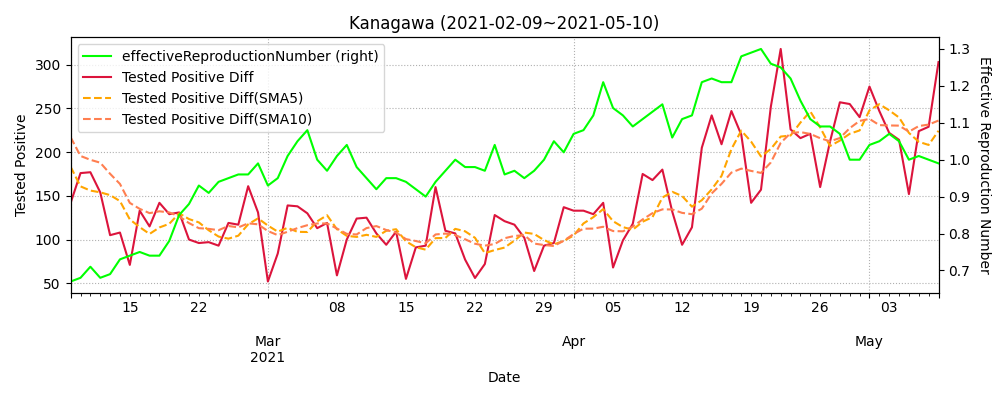 Kanagawa (2021-02-09~2021-05-10)
effectiveReproductionNumber (right)
Tested Positive Diff
Tested Positive Diff(SMA5)
Tested Positive Diff(SMA10)
Tested Positive
300
250
200
150
100
50
Effective Reproduction Number
1.3
1.2
1.1
1.0
0.9
0.8
0.7
15 22 08 15 22 29 05 12 19 26 03
Mar Apr May
2021
Date